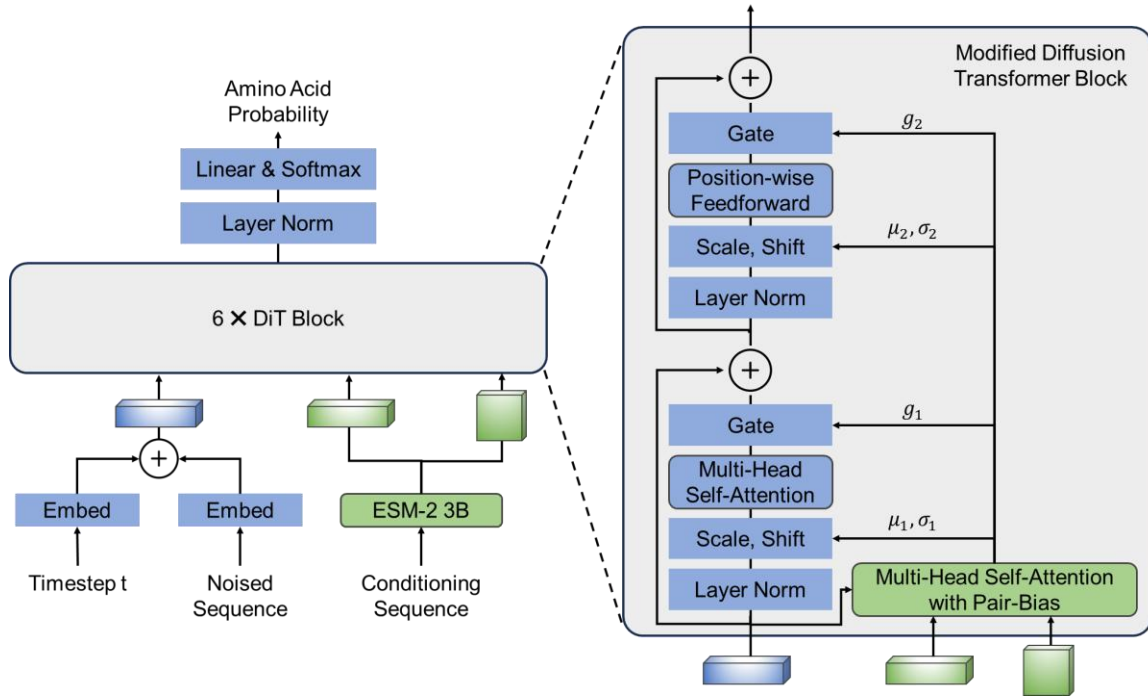 Amino Acid
Probability
Linear & Softmax
Layer Norm
6 × DiT Block
+
Embed
Embed
ESM-2 3B
Timestep t
Noised
Sequence
Conditioning
Sequence
Modified Diffusion
Transformer Block
+
Gate
g₂
Position-wise
Feedforward
Scale, Shift
μ₂, σ₂
Layer Norm
+
Gate
g₁
Multi-Head
Self-Attention
Scale, Shift
μ₁, σ₁
Layer Norm
Multi-Head Self-Attention
with Pair-Bias